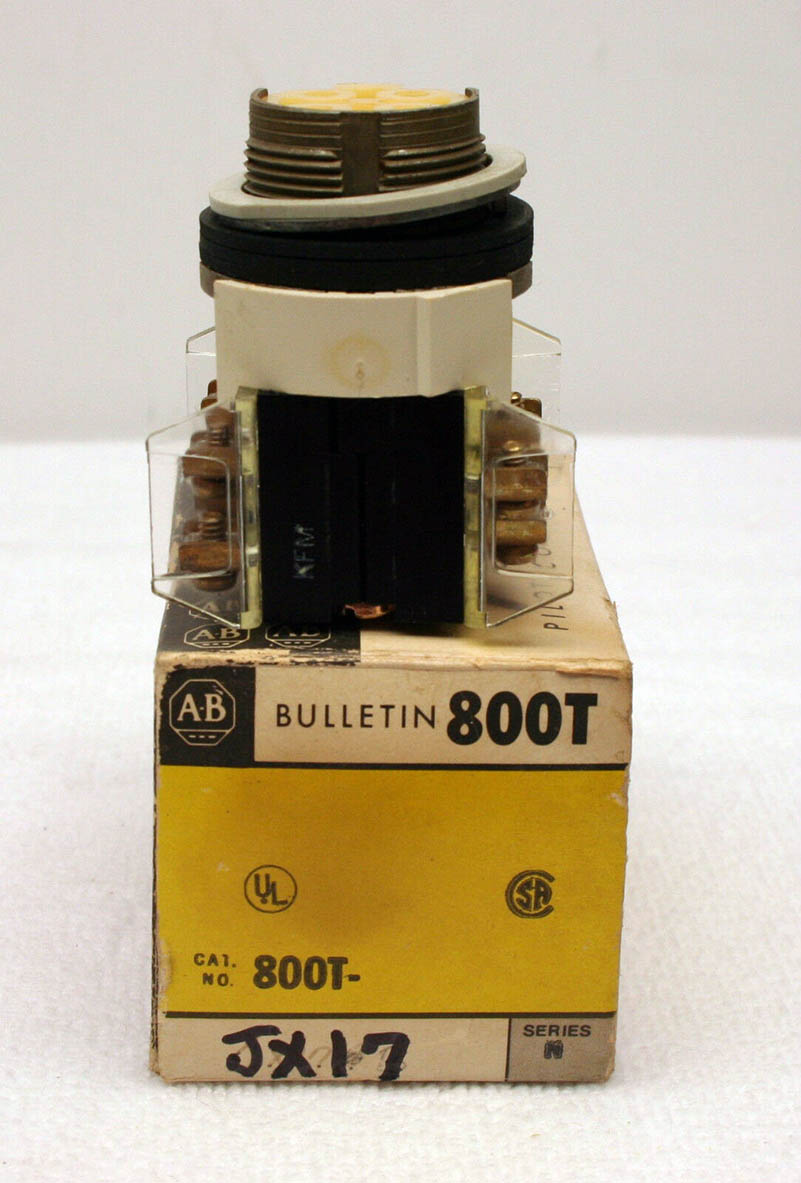 KFM
A-B
A-B
A-B BULLETIN 800T
UL
CSA
CAT.
NO. 800T-
JX17
SERIES
N